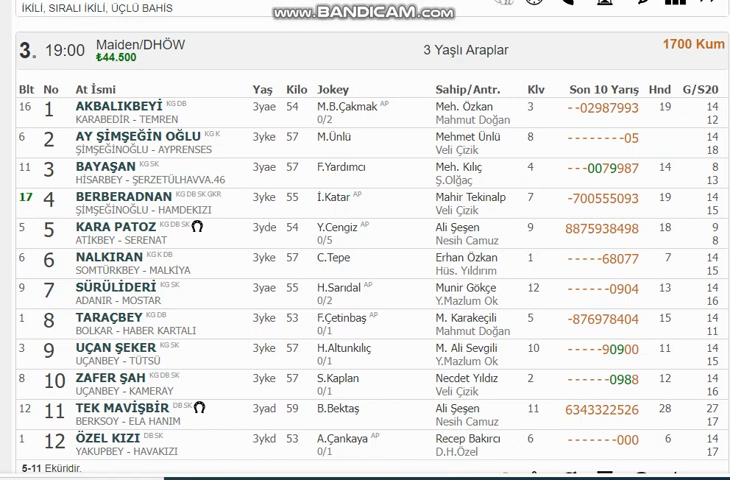 İKİLİ, SIRALI İKİLİ, ÜÇLÜ BAHİS
www.BANDICAM.com
3. 19:00 Maiden/DHÖW 3 Yaşlı Araplar 1700 Kum
₺44.500
Blt No At İsmi Yaş Kilo Jokey Sahip/Antr. Klv Son 10 Yarış Hnd G/S20
16 1 AKBALIKBEYİ KG DB 3yae 54 M.B.Çakmak AP Meh. Özkan 3 --02987993 19 14
KARABEDİR - TEMREN 0/2 Mahmut Doğan 12
6 2 AY ŞİMŞEĞİN OĞLU KG K 3yke 57 M.Ünlü Mehmet Ünlü 8 --------05 14
ŞİMŞEĞİNOĞLU - AYPRENSES Veli Çizik 18
11 3 BAYAŞAN KG SK 3yae 57 F.Yardımcı Meh. Kılıç 4 ---0079987 14 8
HİSARBEY - ŞERZETÜLHAVVA.46 Ş.Olğaç 13
17 4 BERBERADNAN KG DB SK GKR 3yke 55 İ.Katar AP Mahir Tekinalp 7 -700555093 19 14
ŞİMŞEĞİNOĞLU - HAMDEKIZI Veli Çizik 15
5 5 KARA PATOZ KG DB SK 3yde 54 Y.Cengiz AP Ali Şeşen 9 8875938498 18 9
ATİKBEY - SERENAT 0/5 Nesih Camuz 8
6 6 NALKIRAN KG K DB 3yke 57 C.Tepe Erhan Özkan 1 -----68077 7 14
SOMTÜRKBEY - MALKİYA Hüs. Yıldırım 15
9 7 SÜRÜLİDERİ KG SK 3yae 55 H.Sarıdal AP Munir Gökçe 12 ------0904 13 14
ADANIR - MOSTAR 0/2 Y.Mazlum Ok 16
1 8 TARAÇBEY KG DB 3yke 53 F.Çetinbaş AP M. Karakeçili 5 -876978404 15 14
BOLKAR - HABER KARTALI 0/1 Mahmut Doğan 11
3 9 UÇAN ŞEKER KG SK 3yke 57 H.Altunkılıç M. Ali Sevgili 10 -----90900 11 14
UÇANBEY - TÜTSÜ 0/1 Y.Mazlum Ok 15
8 10 ZAFER ŞAH KG DB SK 3yke 57 S.Kaplan Necdet Yıldız 2 ------0988 12 14
UÇANBEY - KAMERAY 0/1 Veli Çizik 16
12 11 TEK MAVİŞBİR DB SK 3yad 59 B.Bektaş Ali Şeşen 11 6343322526 28 27
BERKSOY - ELA HANIM Nesih Camuz 17
1 12 ÖZEL KIZI DB SK 3ykd 53 A.Çankaya AP Recep Bakırcı 6 -------000 6 14
YAKUPBEY - HAVAKIZI 0/1 D.H.Özel 17
5-11 Eküridir.